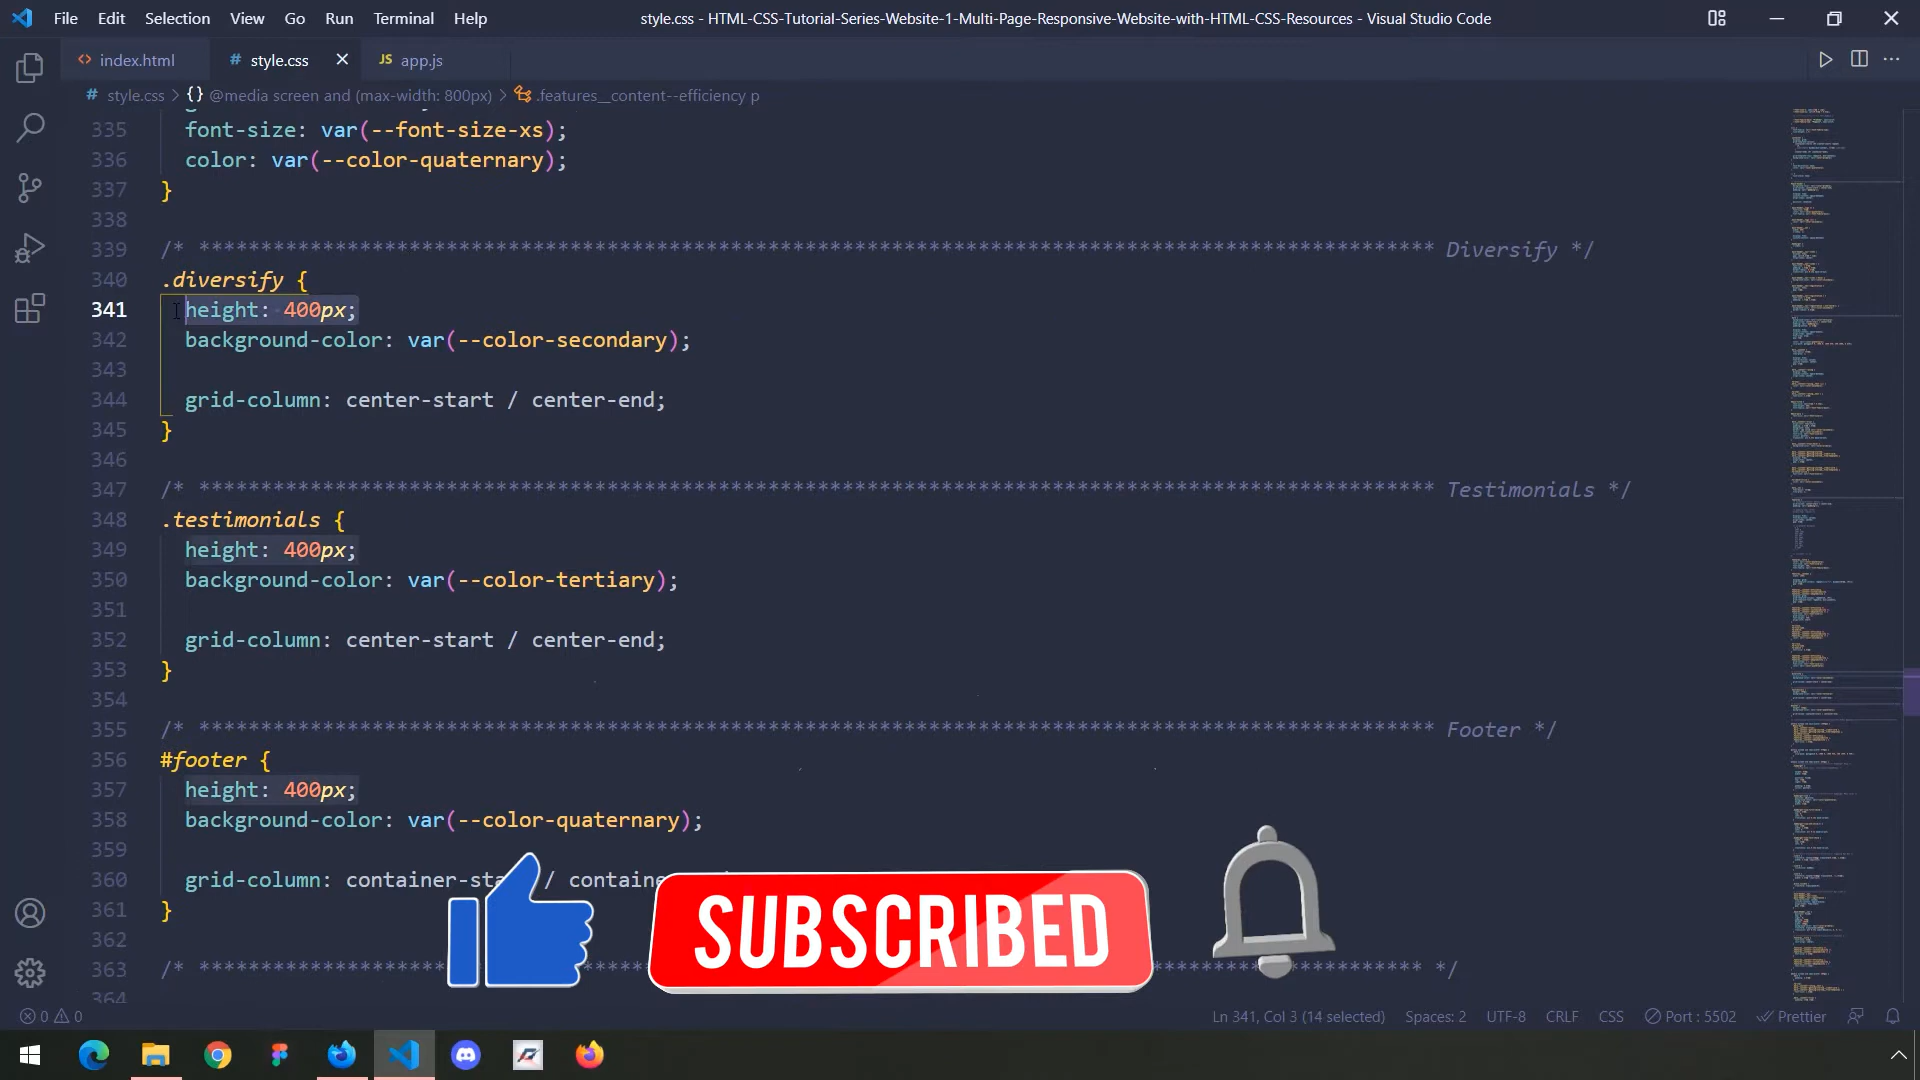 File Edit Selection View Go Run Terminal Help
style.css - HTML-CSS-Tutorial-Series-Website-1-Multi-Page-Responsive-Website-with-HTML-CSS-Resources - Visual Studio Code
<> index.html # style.css JS app.js
# style.css > {} @media screen and (max-width: 800px) > .features__content--efficiency p
335 font-size: var(--font-size-xs);
336 color: var(--color-quaternary);
337 }
338
339 /* **************************************************************************************************** Diversify */
340 .diversify {
341 height: 400px;
342 background-color: var(--color-secondary);
343
344 grid-column: center-start / center-end;
345 }
346
347 /* **************************************************************************************************** Testimonials */
348 .testimonials {
349 height: 400px;
350 background-color: var(--color-tertiary);
351
352 grid-column: center-start / center-end;
353 }
354
355 /* **************************************************************************************************** Footer */
356 #footer {
357 height: 400px;
358 background-color: var(--color-quaternary);
359
360 grid-column: container-sta / containe
361 }
362
363 /* ******************** */
364
SUBSCRIBED
0 0 Ln 341, Col 3 (14 selected) Spaces: 2 UTF-8 CRLF CSS Port : 5502 Prettier